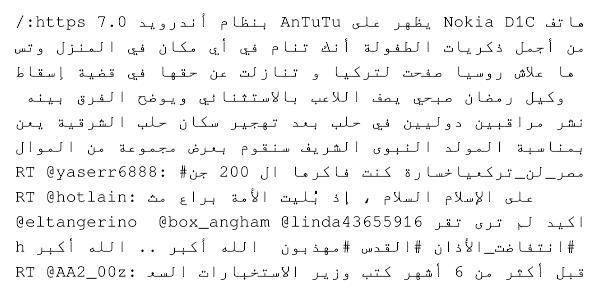 هاتف Nokia D1C يظهر على AnTuTu بنظام أندرويد 7.0 https:/
من أجمل ذكريات الطفولة أنك تنام في أي مكان في المنزل وتس
ها علاش روسيا صفحت لتركيا و تنازلت عن حقها في قضية إسقاط
وكيل رمضان صبحي يصف اللاعب بالاستثنائي ويوضح الفرق بينه
نشر مراقبين دوليين في حلب بعد تهجير سكان حلب الشرقية يعن
بمناسبة المولد النبوى الشريف سنقوم بعرض مجموعة من الموال
RT @yaserr6888: #مصر_لن_تركعياخسارة كنت فاكرها ال 200 جن
RT @hotlain: على الإسلام السلام ، إذ بُليت الأمة براع مث
@eltangerino  @box_angham @linda43655916 اكيد لم ترى تقر
#انتفاضت_الأذان #القدس #مهذبون  الله أكبر .. الله أكبر h
RT @AA2_00z: قبل أكثر من 6 أشهر كتب وزير الاستخبارات السع